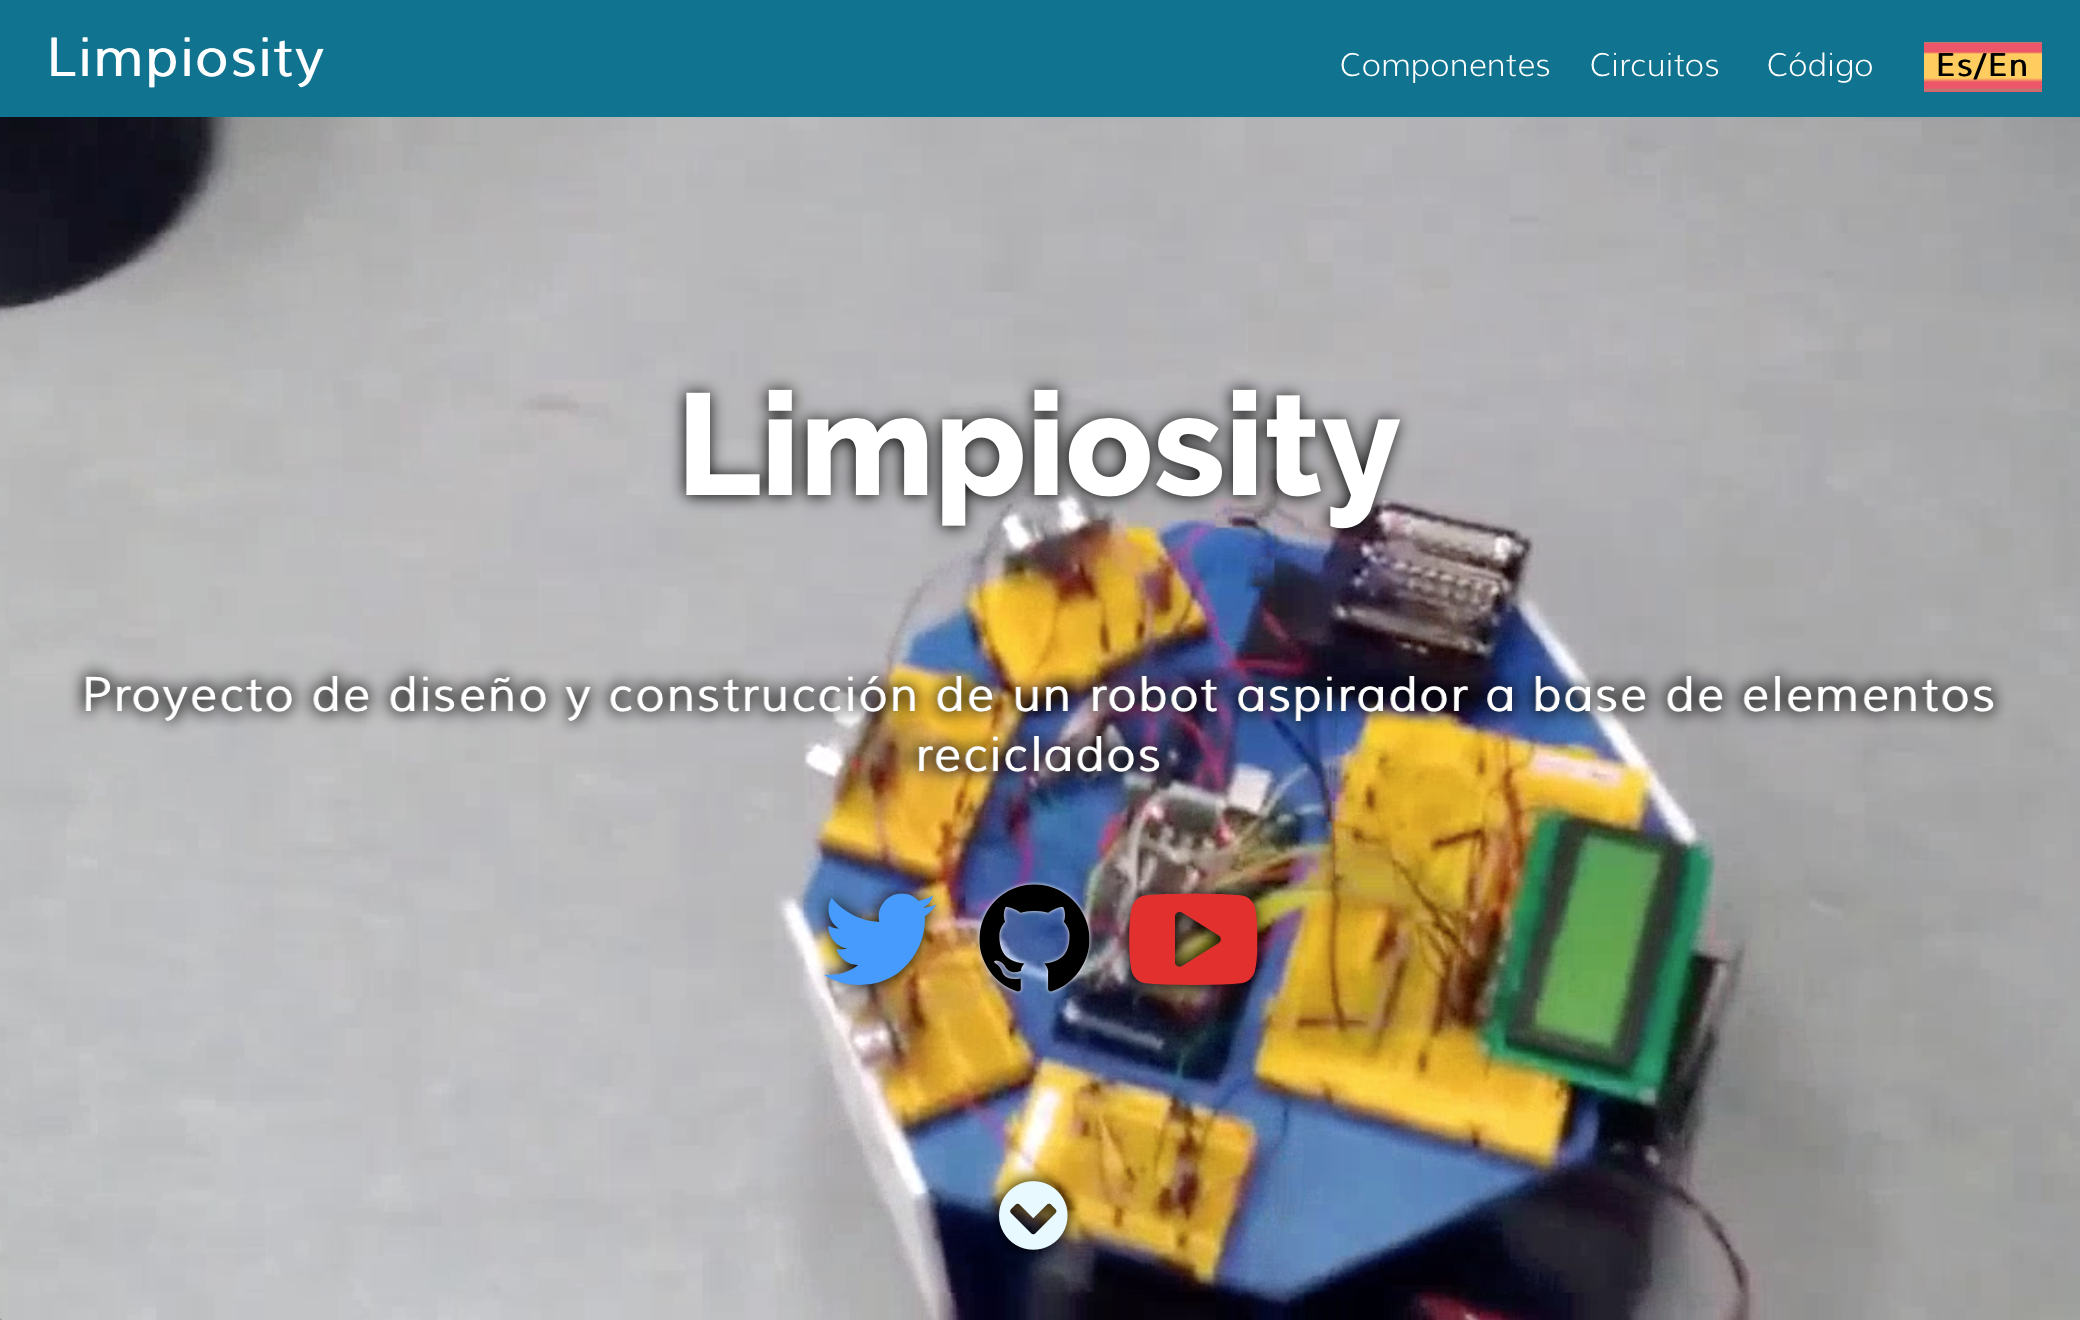 Limpiosity
Componentes
Circuitos
Código
Es/En
Limpiosity
Proyecto de diseño y construcción de un robot aspirador a base de elementos
reciclados